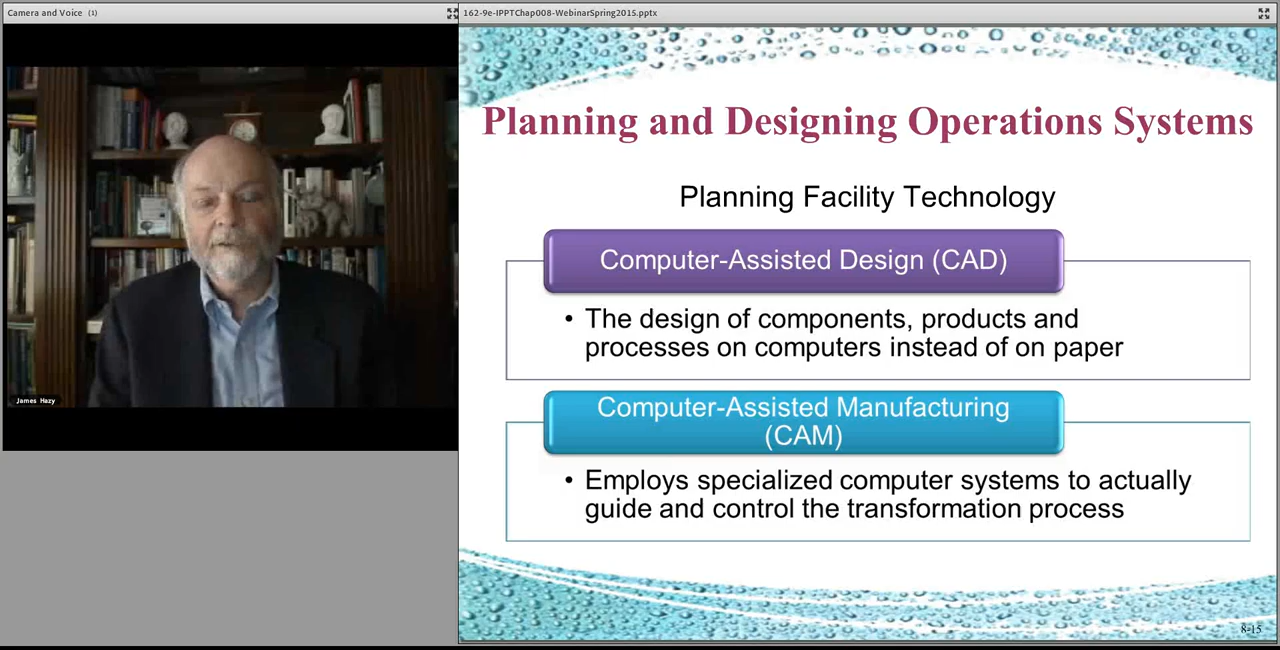 Camera and Voice (1)
162-9e-IPPTChap008-WebinarSpring2015.pptx
James Hazy
Planning and Designing Operations Systems
Planning Facility Technology
Computer-Assisted Design (CAD)
• The design of components, products and
processes on computers instead of on paper
Computer-Assisted Manufacturing
(CAM)
• Employs specialized computer systems to actually
guide and control the transformation process
8-15